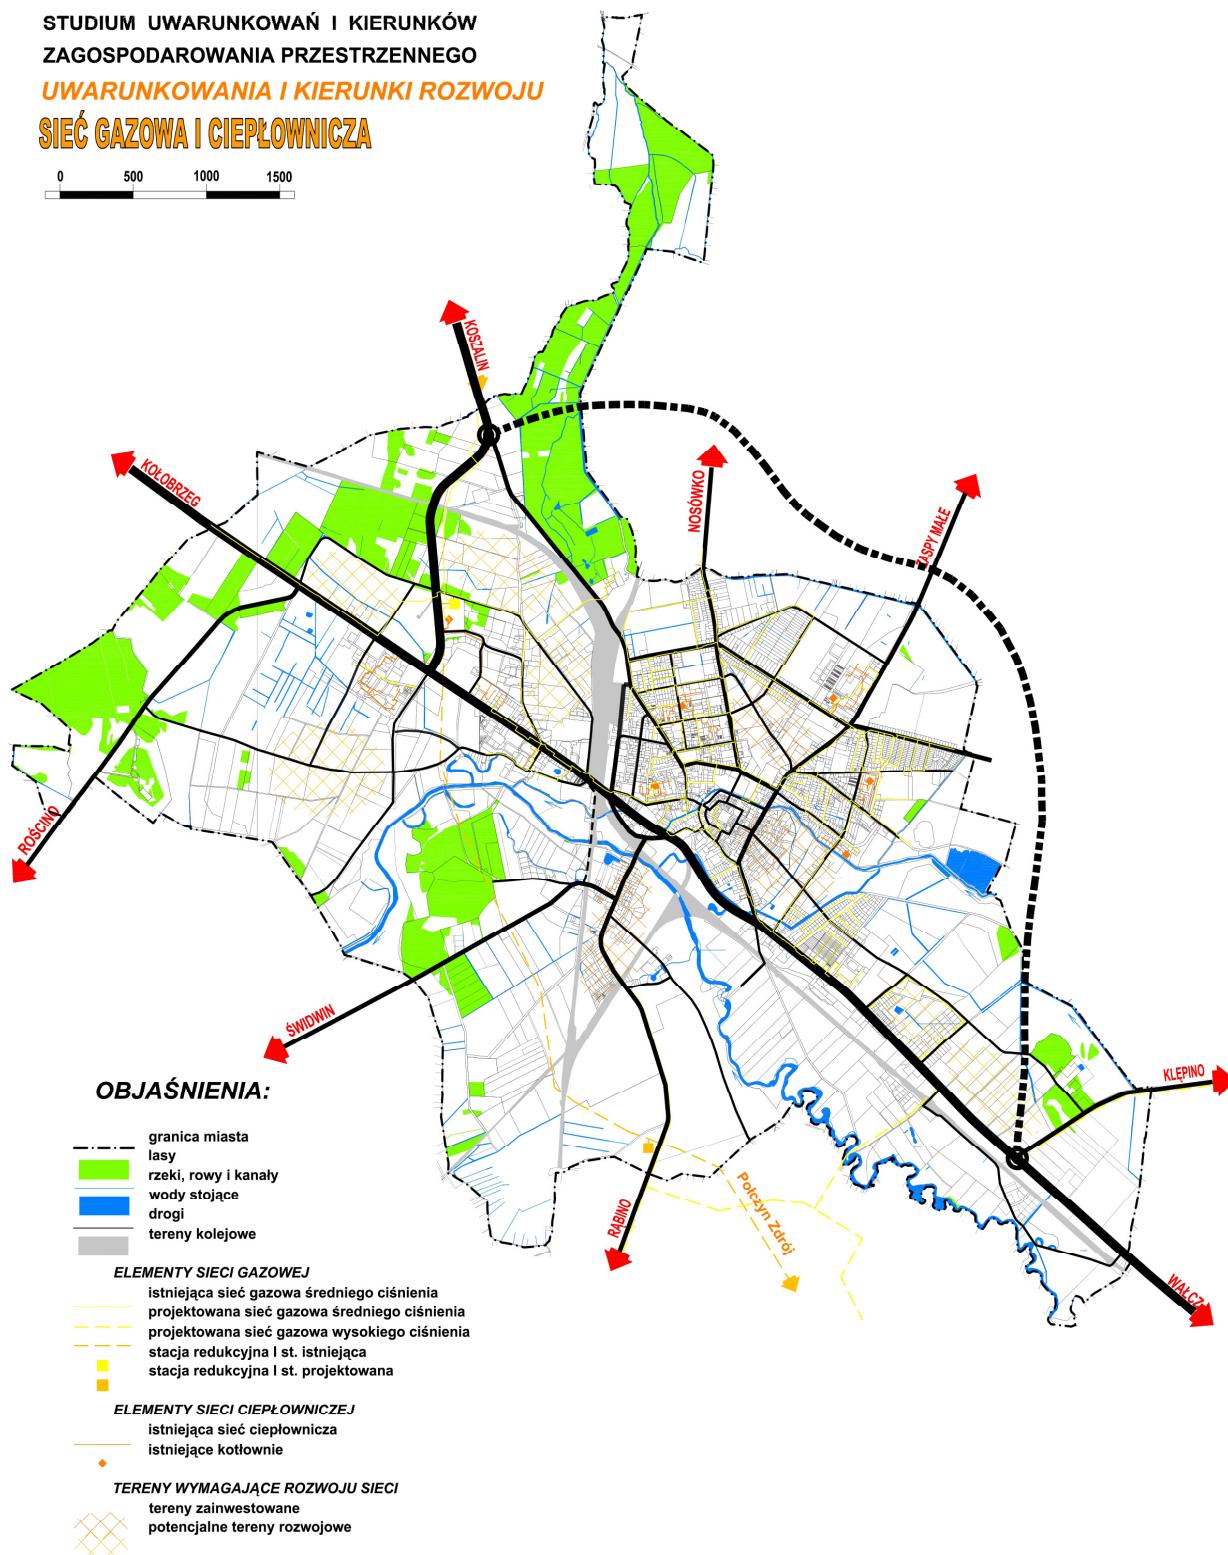 STUDIUM UWARUNKOWAŃ I KIERUNKÓW
ZAGOSPODAROWANIA PRZESTRZENNEGO
UWARUNKOWANIA I KIERUNKI ROZWOJU
SIEĆ GAZOWA I CIEPŁOWNICZA
0 500 1000 1500
KOSZALIN
KOŁOBRZEG
NOSÓWKO
ZASPY MAŁE
ROŚCINO
ŚWIDWIN
KLĘPINO
RĄBINO
Połczyn Zdrój
WAŁCZ
OBJAŚNIENIA:
granica miasta
lasy
rzeki, rowy i kanały
wody stojące
drogi
tereny kolejowe
ELEMENTY SIECI GAZOWEJ
istniejąca sieć gazowa średniego ciśnienia
projektowana sieć gazowa średniego ciśnienia
projektowana sieć gazowa wysokiego ciśnienia
stacja redukcyjna I st. istniejąca
stacja redukcyjna I st. projektowana
ELEMENTY SIECI CIEPŁOWNICZEJ
istniejąca sieć ciepłownicza
istniejące kotłownie
TERENY WYMAGAJĄCE ROZWOJU SIECI
tereny zainwestowane
potencjalne tereny rozwojowe